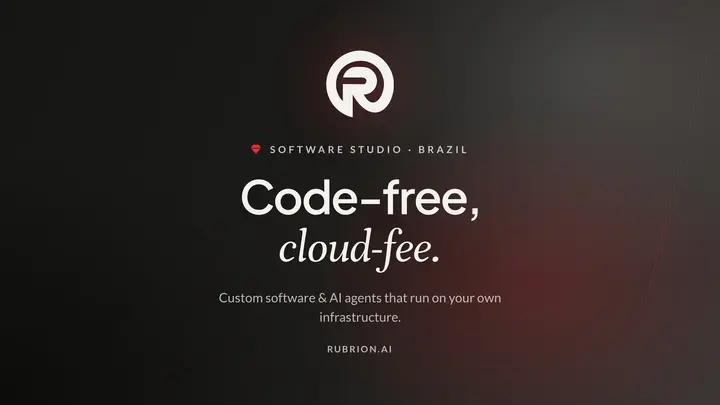 SOFTWARE STUDIO · BRAZIL
Code-free,
cloud-fee.
Custom software & AI agents that run on your own
infrastructure.
RUBRION.AI